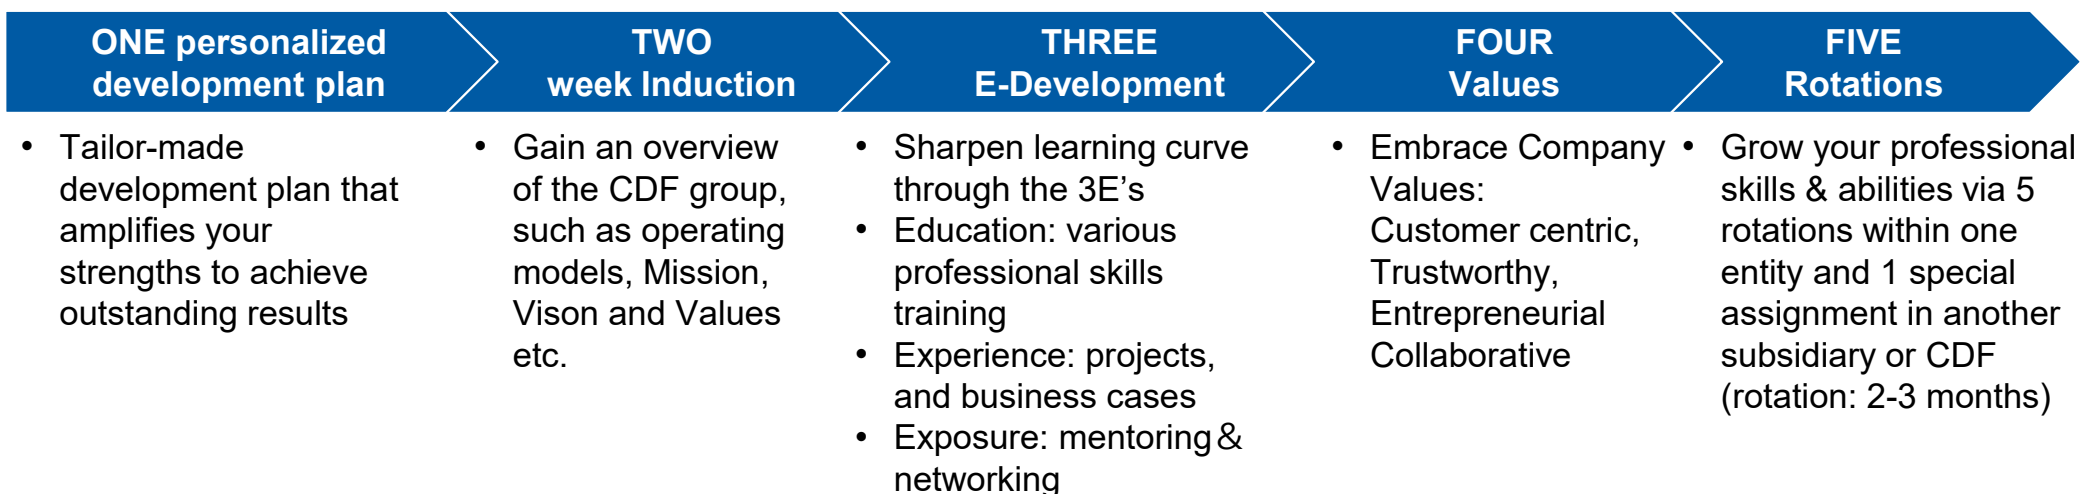 ONE personalized
development plan
TWO
week Induction
THREE
E-Development
FOUR
Values
FIVE
Rotations
• Tailor-made
development plan that
amplifies your
strengths to achieve
outstanding results
• Gain an overview
of the CDF group,
such as operating
models, Mission,
Vison and Values
etc.
• Sharpen learning curve
through the 3E’s
• Education: various
professional skills
training
• Experience: projects,
and business cases
• Exposure: mentoring＆
networking
• Embrace Company
Values:
Customer centric,
Trustworthy,
Entrepreneurial
Collaborative
• Grow your professional
skills & abilities via 5
rotations within one
entity and 1 special
assignment in another
subsidiary or CDF
(rotation: 2-3 months)